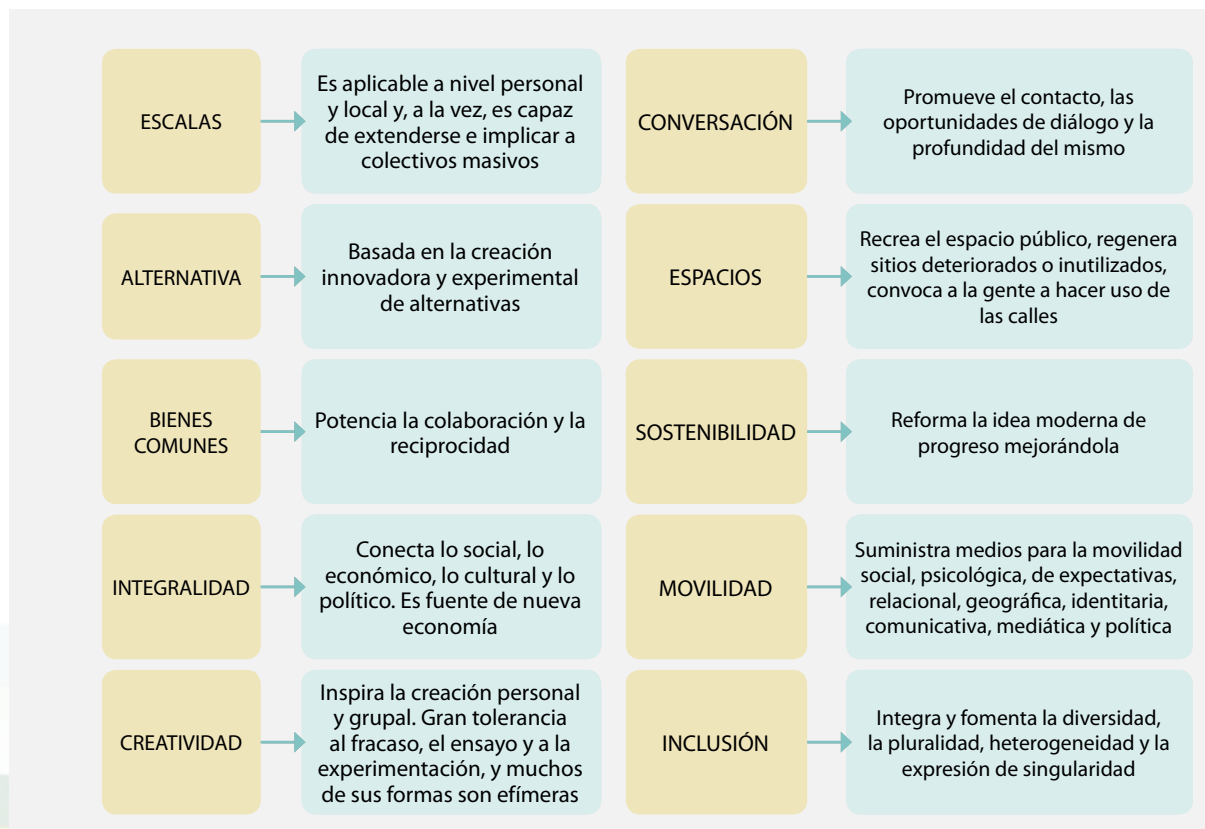 ESCALAS
Es aplicable a nivel personal
y local y, a la vez, es capaz
de extenderse e implicar a
colectivos masivos
ALTERNATIVA
Basada en la creación
innovadora y experimental
de alternativas
BIENES
COMUNES
Potencia la colaboración y la
reciprocidad
INTEGRALIDAD
Conecta lo social, lo
económico, lo cultural y lo
político. Es fuente de nueva
economía
CREATIVIDAD
Inspira la creación personal
y grupal. Gran tolerancia
al fracaso, el ensayo y a la
experimentación, y muchos
de sus formas son efímeras
CONVERSACIÓN
Promueve el contacto, las
oportunidades de diálogo y la
profundidad del mismo
ESPACIOS
Recrea el espacio público, regenera
sitios deteriorados o inutilizados,
convoca a la gente a hacer uso de
las calles
SOSTENIBILIDAD
Reforma la idea moderna de
progreso mejorándola
MOVILIDAD
Suministra medios para la movilidad
social, psicológica, de expectativas,
relacional, geográfica, identitaria,
comunicativa, mediática y política
INCLUSIÓN
Integra y fomenta la diversidad,
la pluralidad, heterogeneidad y la
expresión de singularidad